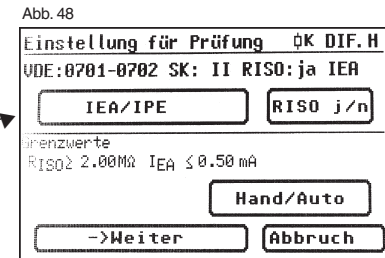 Abb. 48
Einstellung für Prüfung ϕK DIF. H
VDE:0701-0702 SK: II RISO:ja IEA
IEA/IPE
RISO j/n
Grenzwerte
RISO≥ 2.00MΩ IEA ≤ 0.50 mA
Hand/Auto
->Weiter
Abbruch